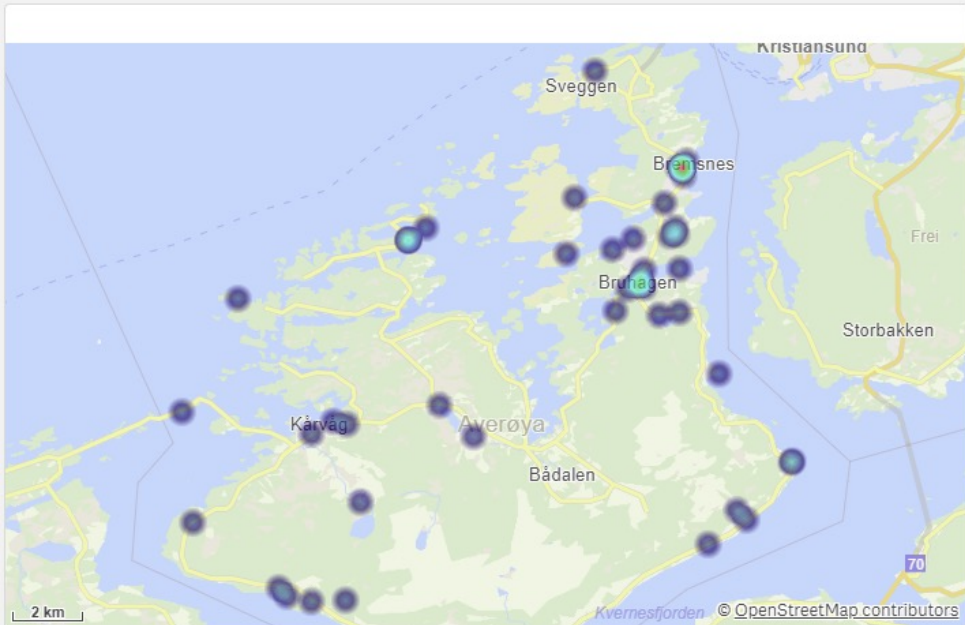 Kristiansund
Sveggen
Bremsnes
Frei
Bruhagen
Storbakken
Kårvåg
Averøya
Bådalen
70
2 km
Kvernesfjorden
© OpenStreetMap contributors